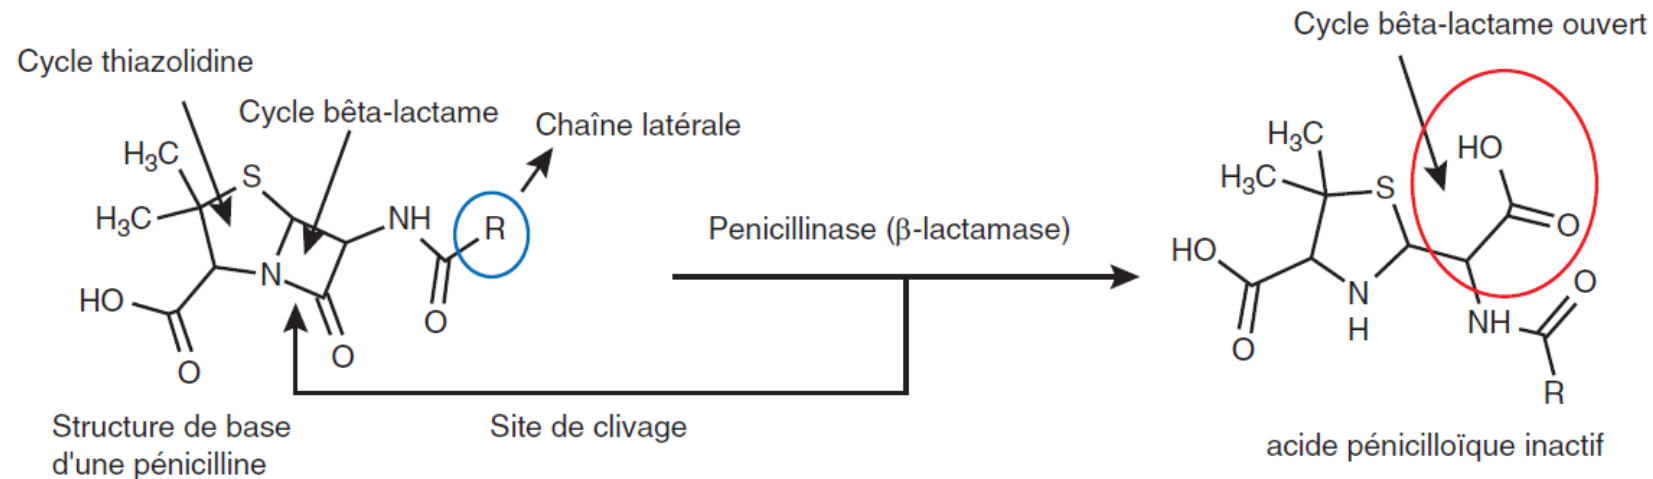 Cycle bêta-lactame ouvert
Cycle thiazolidine
Cycle bêta-lactame
Chaîne latérale
H₃C
S
H₃C
NH
R
N
HO
O
O
O
Penicillinase (β-lactamase)
H₃C
H₃C
S
HO
O
HO
N
H
O
NH
O
R
Structure de base
d'une pénicilline
Site de clivage
acide pénicilloïque inactif